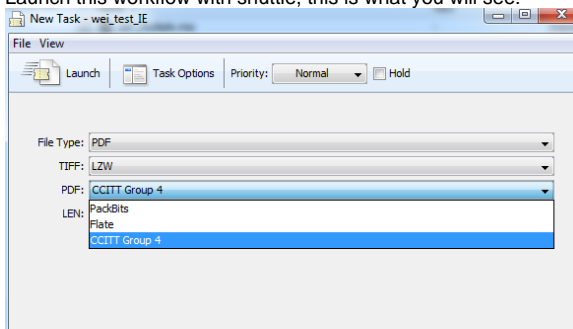 Launch this workflow with shuttle, this is what you will see:
New Task - wei_test_IE
File View
Launch Task Options Priority: Normal Hold
File Type: PDF
TIFF: LZW
PDF: CCITT Group 4
LEN: PackBits
Flate
CCITT Group 4